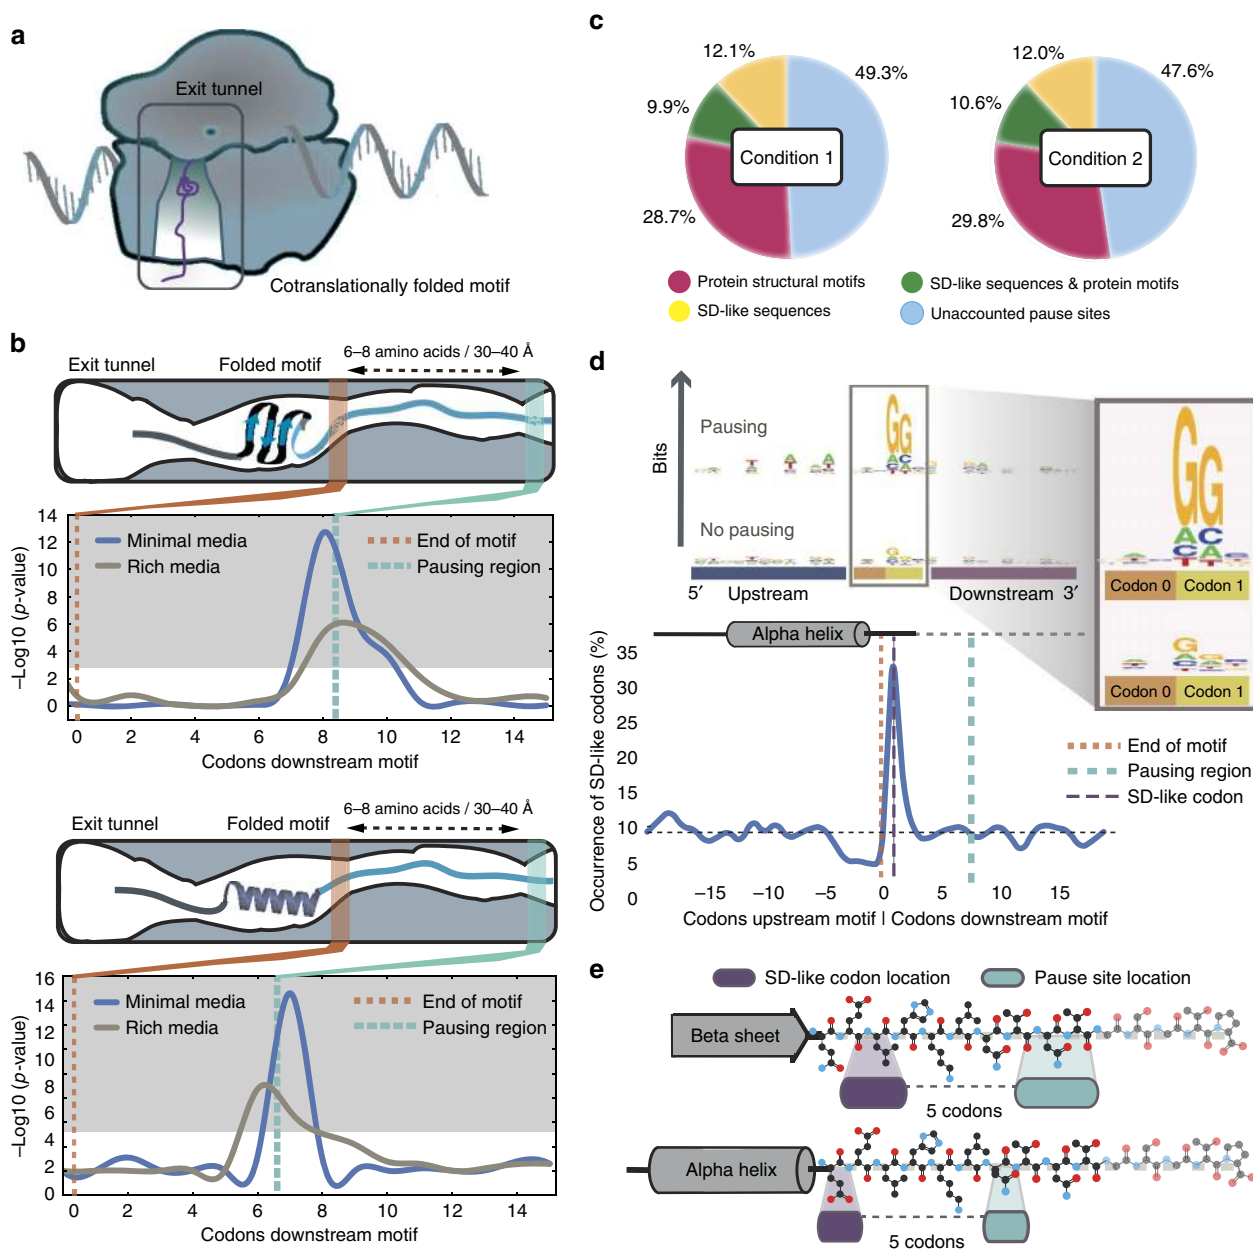 a
Exit tunnel
Cotranslationally folded motif
b
Exit tunnel
Folded motif
6–8 amino acids / 30–40 Å
14
12
10
8
6
4
2
0
–Log10 (p-value)
Minimal media
Rich media
End of motif
Pausing region
0 2 4 6 8 10 12 14
Codons downstream motif
Exit tunnel
Folded motif
6–8 amino acids / 30–40 Å
16
14
12
10
8
6
4
2
0
–Log10 (p-value)
Minimal media
Rich media
End of motif
Pausing region
0 2 4 6 8 10 12 14
Codons downstream motif
c
12.1%
49.3%
9.9%
28.7%
Condition 1
12.0%
47.6%
10.6%
29.8%
Condition 2
Protein structural motifs
SD-like sequences & protein motifs
SD-like sequences
Unaccounted pause sites
d
Bits
Pausing
No pausing
GG
5′ Upstream
Downstream 3′
G G
A C
C A
T T
Codon 0 Codon 1
G
A
Codon 0 Codon 1
Alpha helix
35
30
25
20
15
10
5
0
Occurrence of SD-like codons (%)
–15 –10 –5 0 5 10 15
Codons upstream motif | Codons downstream motif
End of motif
Pausing region
SD-like codon
e
SD-like codon location
Pause site location
Beta sheet
5 codons
Alpha helix
5 codons